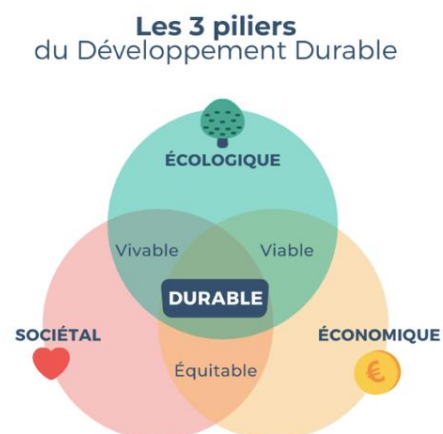 Les 3 piliers
du Développement Durable
ÉCOLOGIQUE
Vivable
Viable
DURABLE
SOCIÉTAL
ÉCONOMIQUE
Équitable
€